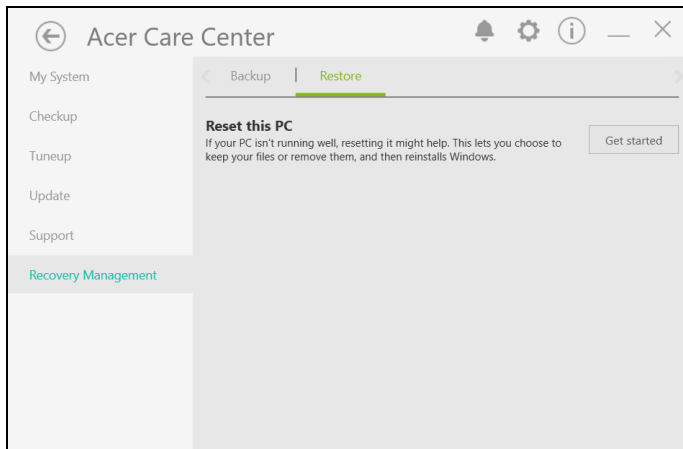 Acer Care Center
My System
Checkup
Tuneup
Update
Support
Recovery Management
Backup | Restore
Reset this PC
If your PC isn't running well, resetting it might help. This lets you choose to
keep your files or remove them, and then reinstalls Windows.
Get started